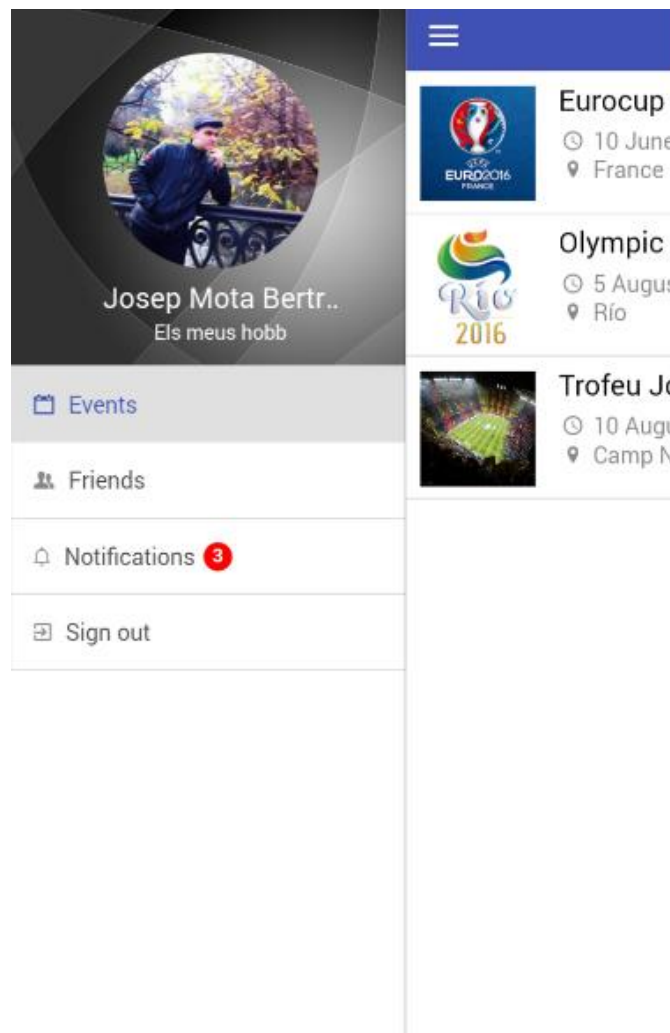 Josep Mota Bertr..
Els meus hobb
Events
Friends
Notifications 3
Sign out
Eurocup
10 June
France
UEFA
EURO2016
FRANCE
Olympic
5 Augus
Río
Río
2016
Trofeu Jo
10 Augu
Camp N